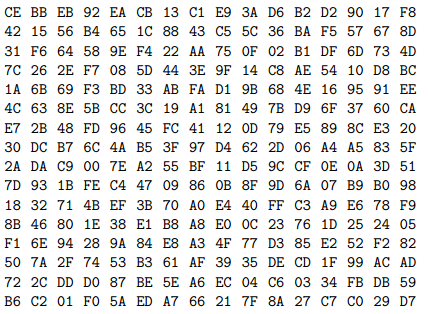 CE BB EB 92 EA CB 13 C1 E9 3A D6 B2 D2 90 17 F8
42 15 56 B4 65 1C 88 43 C5 5C 36 BA F5 57 67 8D
31 F6 64 58 9E F4 22 AA 75 0F 02 B1 DF 6D 73 4D
7C 26 2E F7 08 5D 44 3E 9F 14 C8 AE 54 10 D8 BC
1A 6B 69 F3 BD 33 AB FA D1 9B 68 4E 16 95 91 EE
4C 63 8E 5B CC 3C 19 A1 81 49 7B D9 6F 37 60 CA
E7 2B 48 FD 96 45 FC 41 12 0D 79 E5 89 8C E3 20
30 DC B7 6C 4A B5 3F 97 D4 62 2D 06 A4 A5 83 5F
2A DA C9 00 7E A2 55 BF 11 D5 9C CF 0E 0A 3D 51
7D 93 1B FE C4 47 09 86 0B 8F 9D 6A 07 B9 B0 98
18 32 71 4B EF 3B 70 A0 E4 40 FF C3 A9 E6 78 F9
8B 46 80 1E 38 E1 B8 A8 E0 0C 23 76 1D 25 24 05
F1 6E 94 28 9A 84 E8 A3 4F 77 D3 85 E2 52 F2 82
50 7A 2F 74 53 B3 61 AF 39 35 DE CD 1F 99 AC AD
72 2C DD D0 87 BE 5E A6 EC 04 C6 03 34 FB DB 59
B6 C2 01 F0 5A ED A7 66 21 7F 8A 27 C7 C0 29 D7